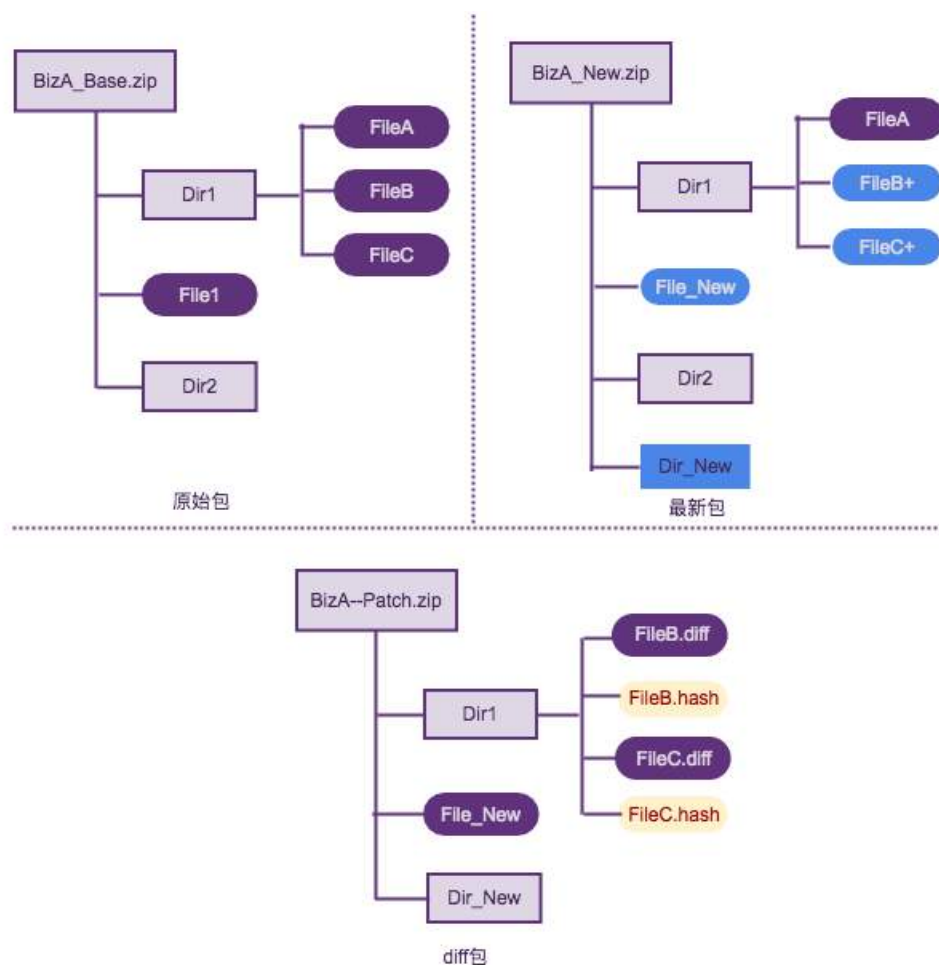 BizA_Base.zip
Dir1
FileA
FileB
FileC
File1
Dir2
原始包
BizA_New.zip
Dir1
FileA
FileB+
FileC+
File_New
Dir2
Dir_New
最新包
BizA--Patch.zip
Dir1
FileB.diff
FileB.hash
FileC.diff
FileC.hash
File_New
Dir_New
diff包